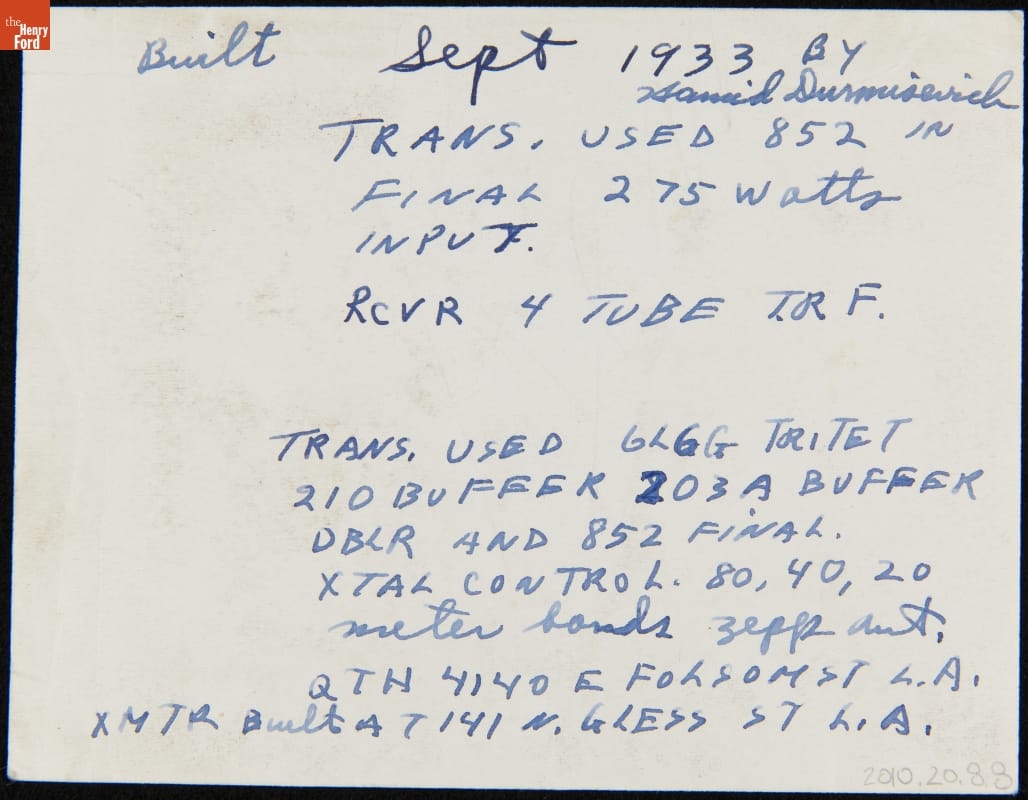 the
Henry
Ford
Built Sept 1933 BY
Hamid Durmisevich
TRANS. USED 852 IN
FINAL 275 Watts
INPUT.
RCVR 4 TUBE T.R.F.
TRANS. USED 6L6G TRITET
210 BUFFER 203A BUFFER
DBLR AND 852 FINAL.
XTAL CONTROL. 80, 40, 20
meter bands zepp ant.
QTH 4140 E FOLSOM ST L.A.
XMTR Built AT 141 N. GLESS ST L.A.
2010.20.88